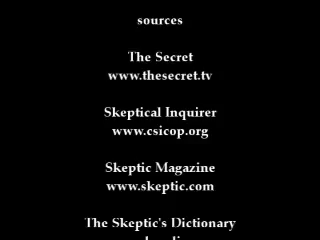 sources
The Secret
www.thesecret.tv
Skeptical Inquirer
www.csicop.org
Skeptic Magazine
www.skeptic.com
The Skeptic's Dictionary